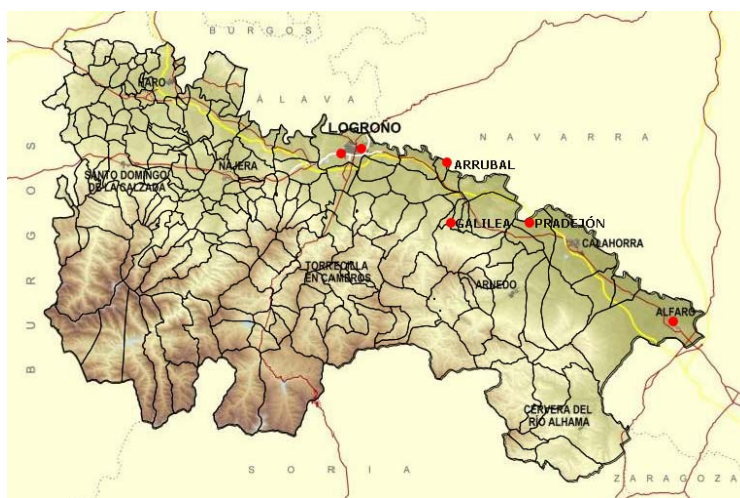 BURGOS
HARO
ÁLAVA
LOGROÑO
NAVARRA
ARRUBAL
NÁJERA
SANTO DOMINGO
DE LA CALZADA
BURGOS
GALILEA
PRADEJÓN
CALAHORRA
TORRECILLA
EN CAMEROS
ARNEDO
ALFARO
CERVERA DEL
RÍO ALHAMA
SORIA
ZARAGOZA